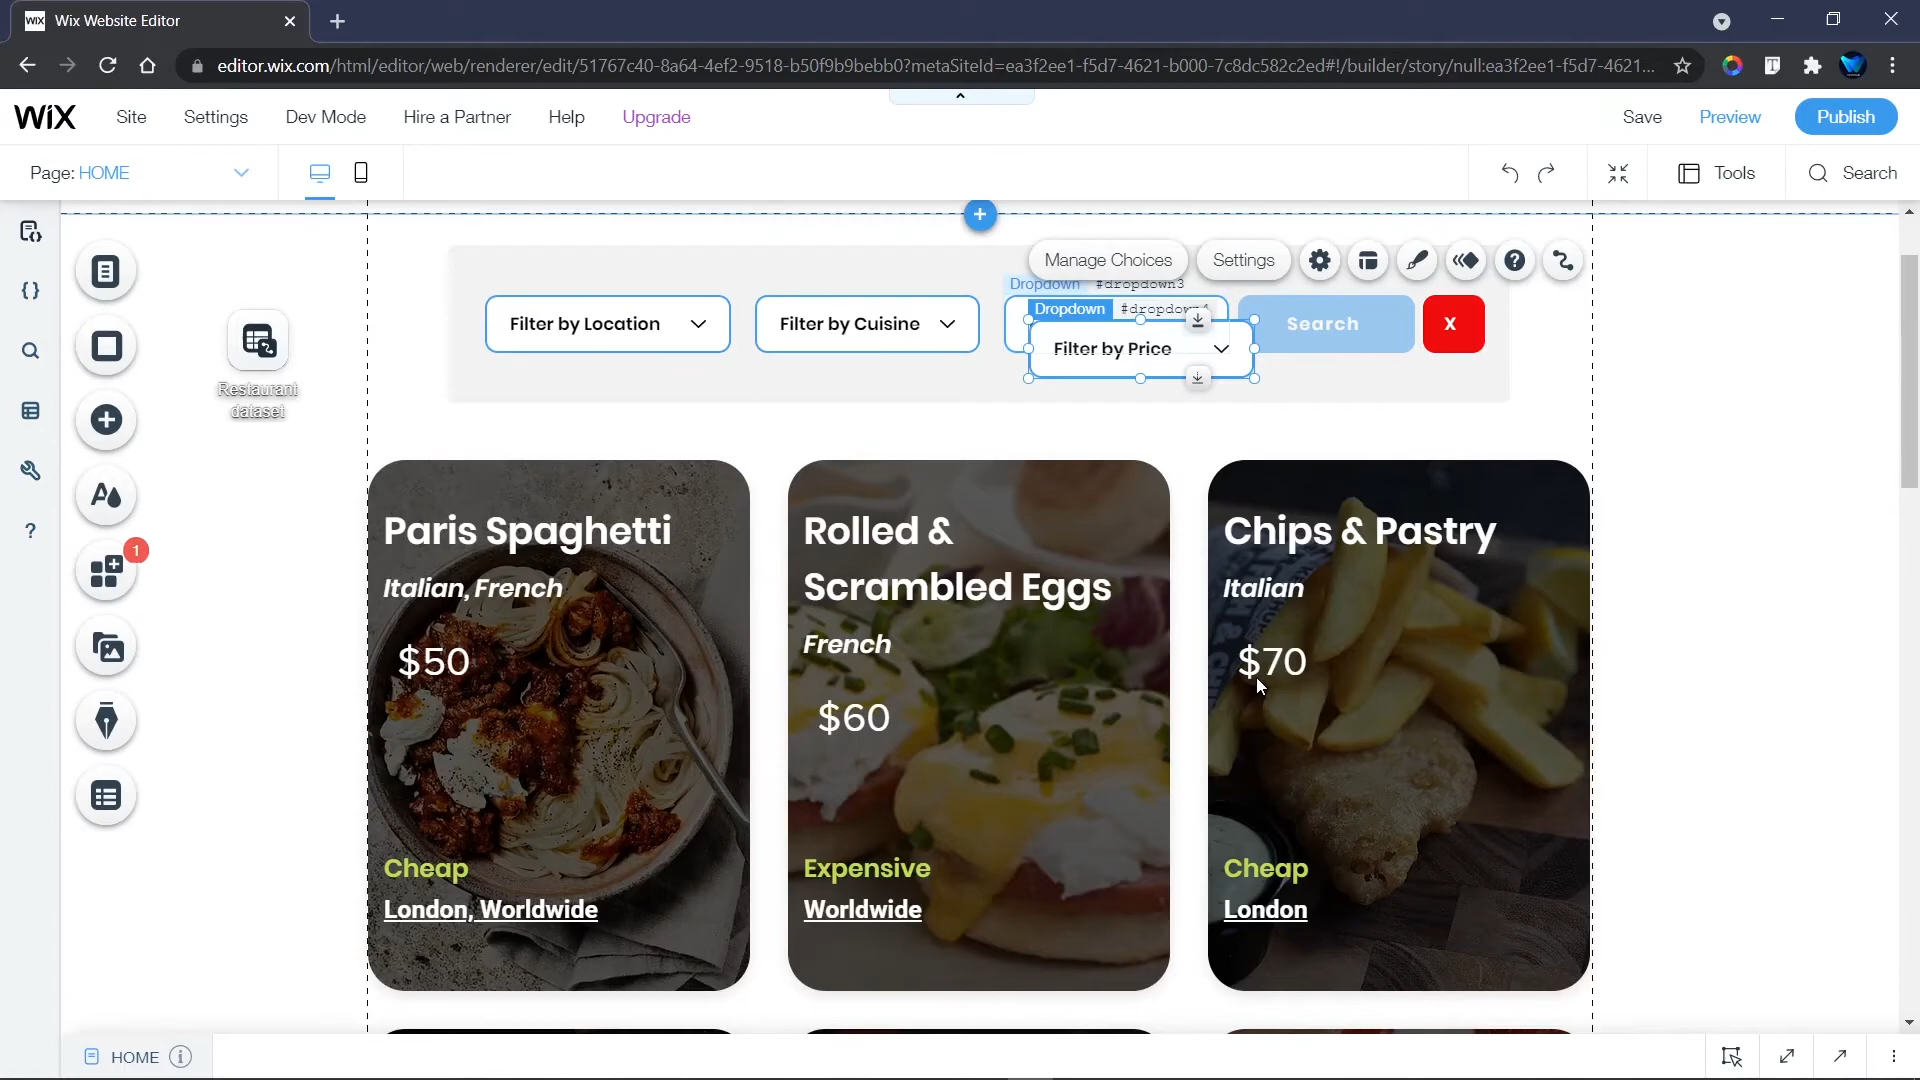 WiX Wix Website Editor
editor.wix.com/html/editor/web/renderer/edit/51767c40-8a64-4ef2-9518-b50f9b9bebb0?metaSiteId=ea3f2ee1-f5d7-4621-b000-7c8dc582c2ed#!/builder/story/null:ea3f2ee1-f5d7-4621...
WiX Site Settings Dev Mode Hire a Partner Help Upgrade Save Preview Publish
Page: HOME Tools Search
Manage Choices Settings
Dropdown #dropdown3
Dropdown #dropdown4
Filter by Location Filter by Cuisine Search X
Filter by Price
Restaurant
dataset
1
Paris Spaghetti
Italian, French
$50
Cheap
London, Worldwide
Rolled &
Scrambled Eggs
French
$60
Expensive
Worldwide
Chips & Pastry
Italian
$70
Cheap
London
HOME